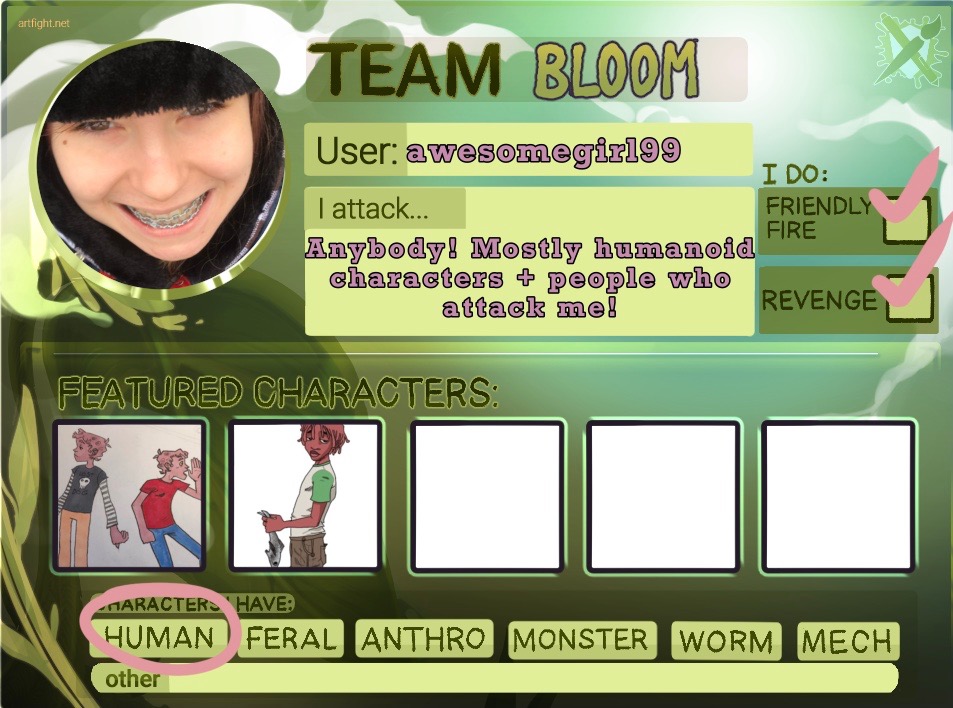 artfight.net
TEAM BLOOM
User: awesomegirl99
I attack...
Anybody! Mostly humanoid
characters + people who
attack me!
I DO:
FRIENDLY
FIRE
REVENGE
FEATURED CHARACTERS:
CHARACTERS I HAVE:
HUMAN FERAL ANTHRO MONSTER WORM MECH
other